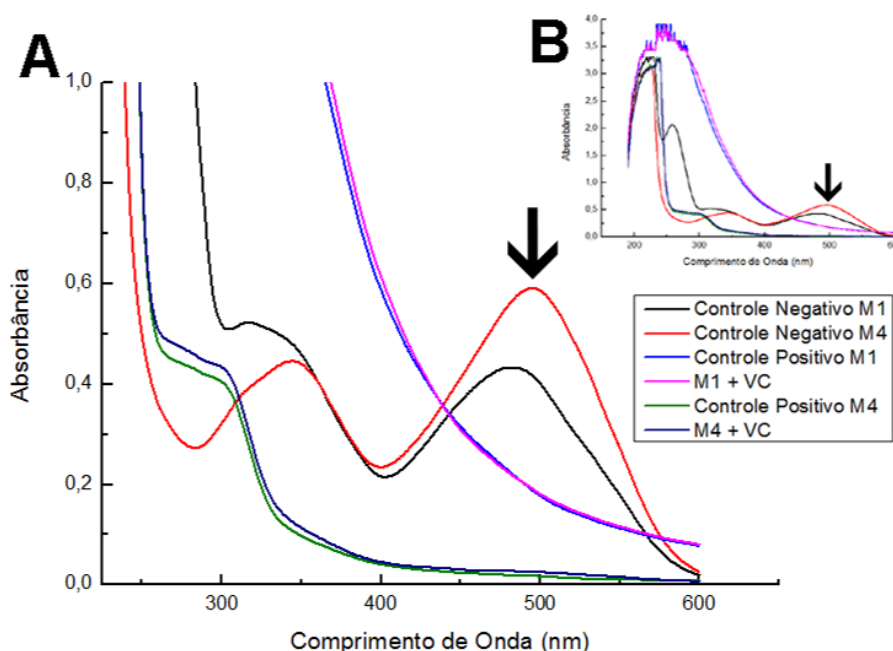 A
1,0
0,8
0,6
0,4
0,2
0,0
Absorbância
300
400
500
600
Comprimento de Onda (nm)
B
4,0
3,5
3,0
2,5
2,0
1,5
1,0
0,5
0,0
Absorbância
200
300
400
500
Comprimento de Onda (nm)
Controle Negativo M1
Controle Negativo M4
Controle Positivo M1
M1 + VC
Controle Positivo M4
M4 + VC